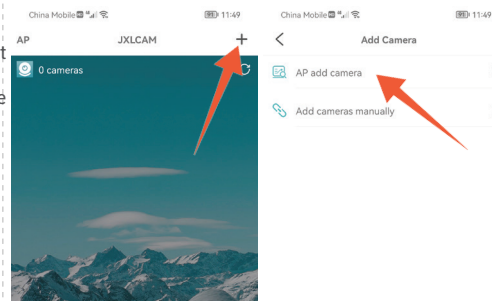 China Mobile 11:49
AP JXLCAM +
0 cameras
China Mobile 11:49
Add Camera
AP add camera
Add cameras manually